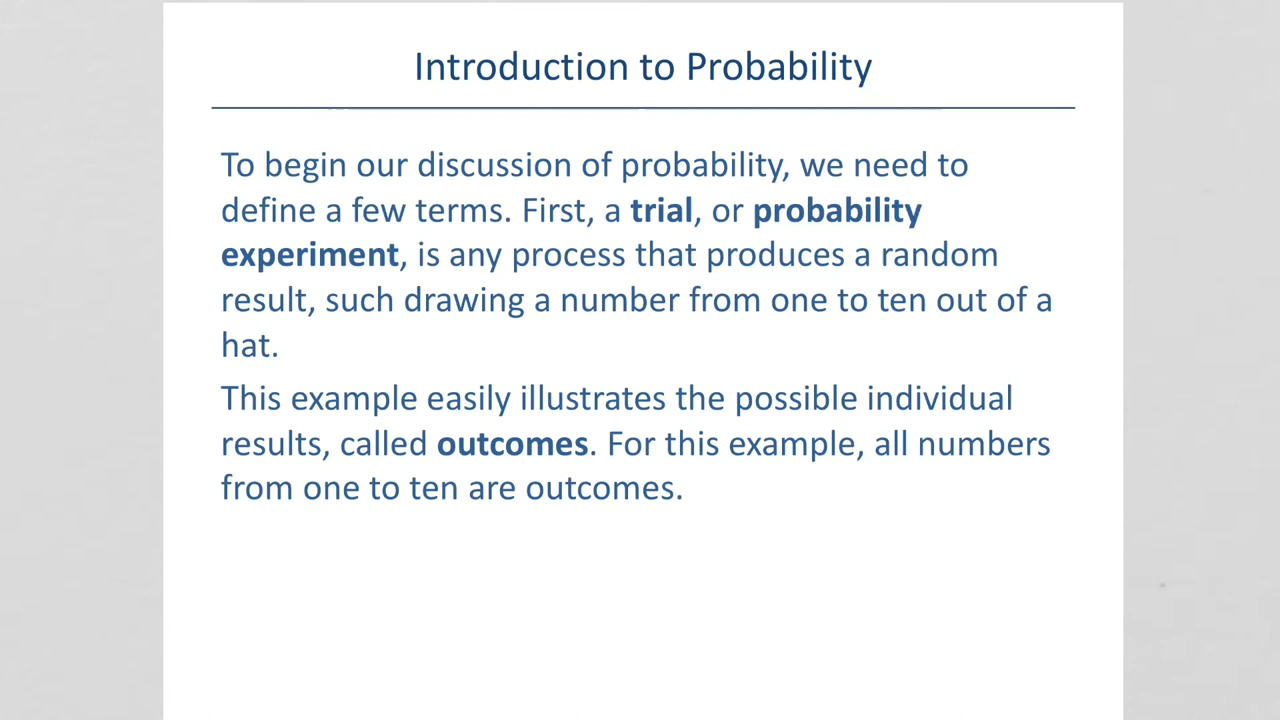 Introduction to Probability
To begin our discussion of probability, we need to
define a few terms. First, a trial, or probability
experiment, is any process that produces a random
result, such drawing a number from one to ten out of a
hat.
This example easily illustrates the possible individual
results, called outcomes. For this example, all numbers
from one to ten are outcomes.